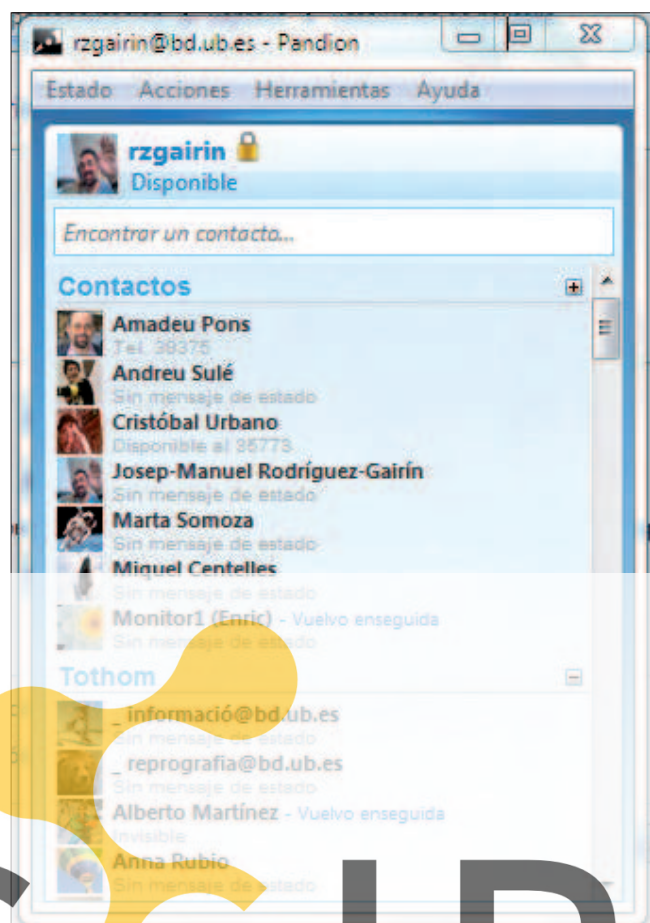 rzgairin@bd.ub.es - Pandion
Estado Acciones Herramientas Ayuda
rzgairin
Disponible
Encontrar un contacto...
Contactos
Amadeu Pons
Tel. 39375
Andreu Sulé
Sin mensaje de estado
Cristóbal Urbano
Disponible al 35773
Josep-Manuel Rodríguez-Gairín
Sin mensaje de estado
Marta Somoza
Sin mensaje de estado
Miquel Centelles
Sin mensaje de estado
Monitor1 (Enric) - Vuelvo enseguida
Sin mensaje de estado
Tothom
_ informació@bd.ub.es
Sin mensaje de estado
_ reprografia@bd.ub.es
Sin mensaje de estado
Alberto Martínez - Vuelvo enseguida
Invisible
Anna Rubio
Sin mensaje de estado